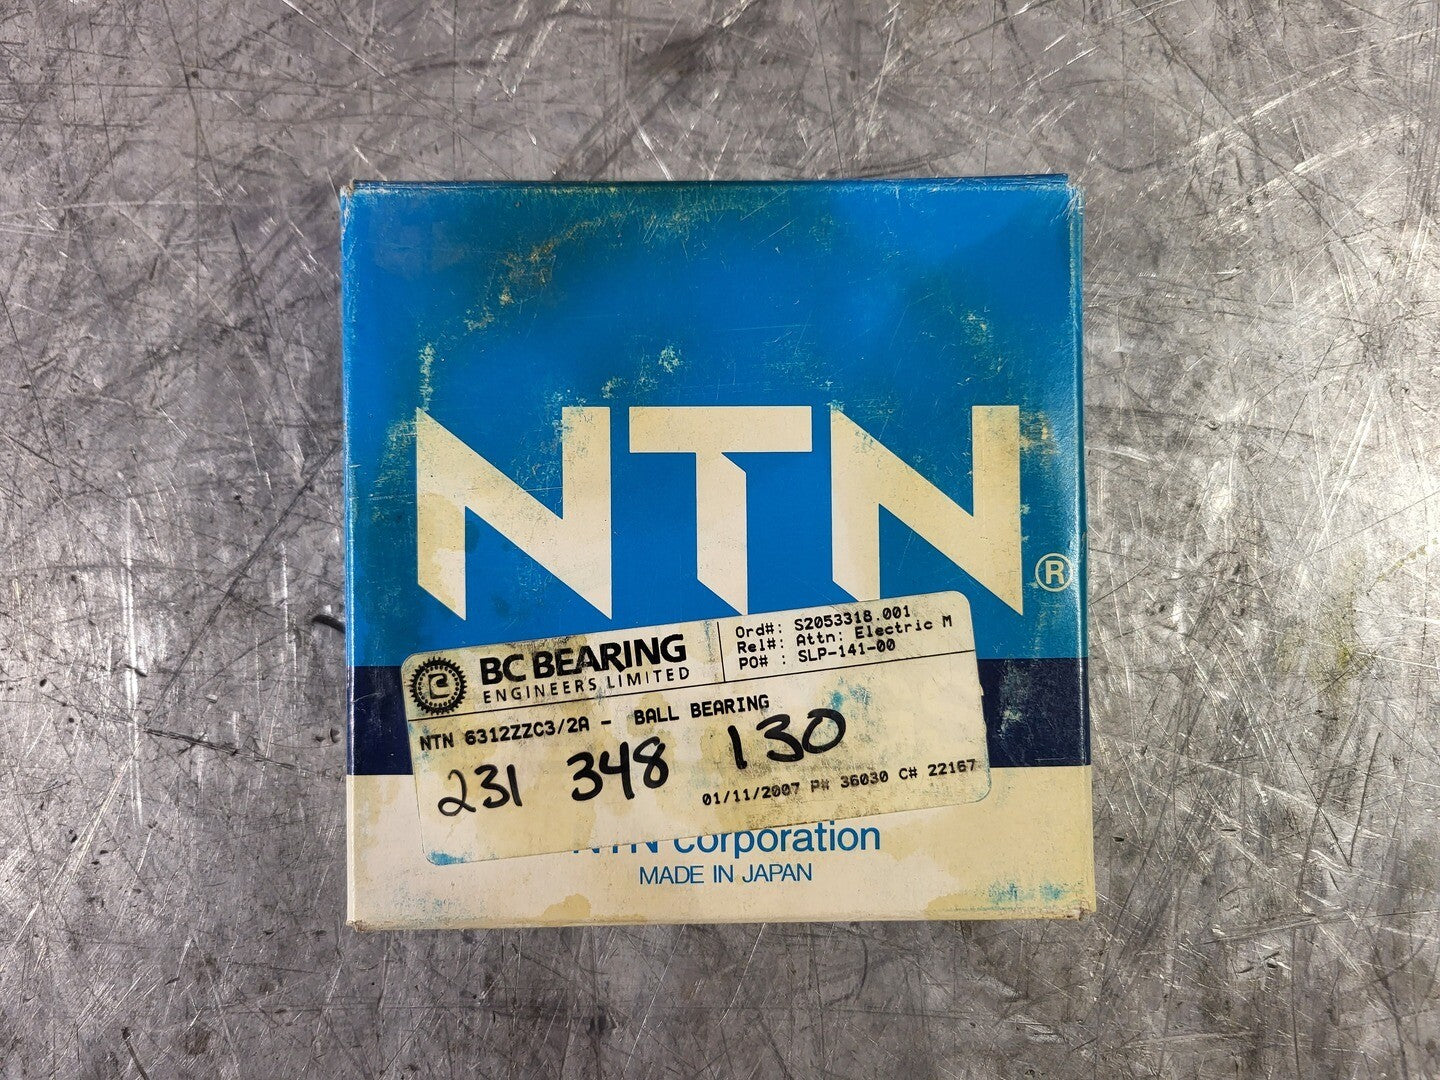 NTN
®
BC BEARING
ENGINEERS LIMITED
Ord#: S2053318.001
Rel#: Attn: Electric M
PO# : SLP-141-00
NTN 6312ZZC3/2A - BALL BEARING
231 348 130
01/11/2007 P# 36030 C# 22167
NTN corporation
MADE IN JAPAN